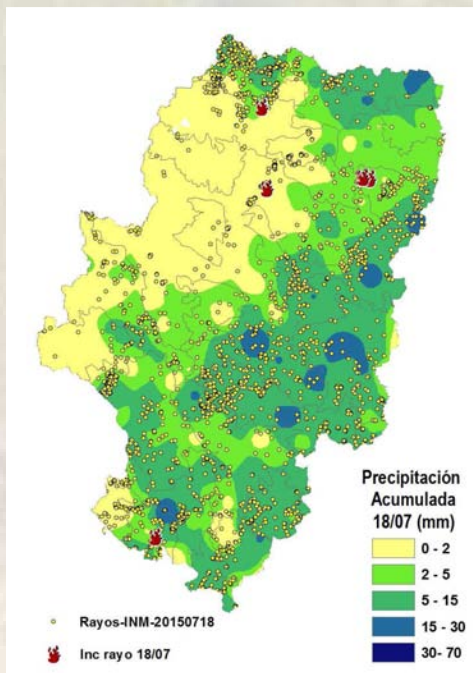 Precipitación
Acumulada
18/07 (mm)
0 - 2
2 - 5
5 - 15
15 - 30
30- 70
Rayos-INM-20150718
Inc rayo 18/07